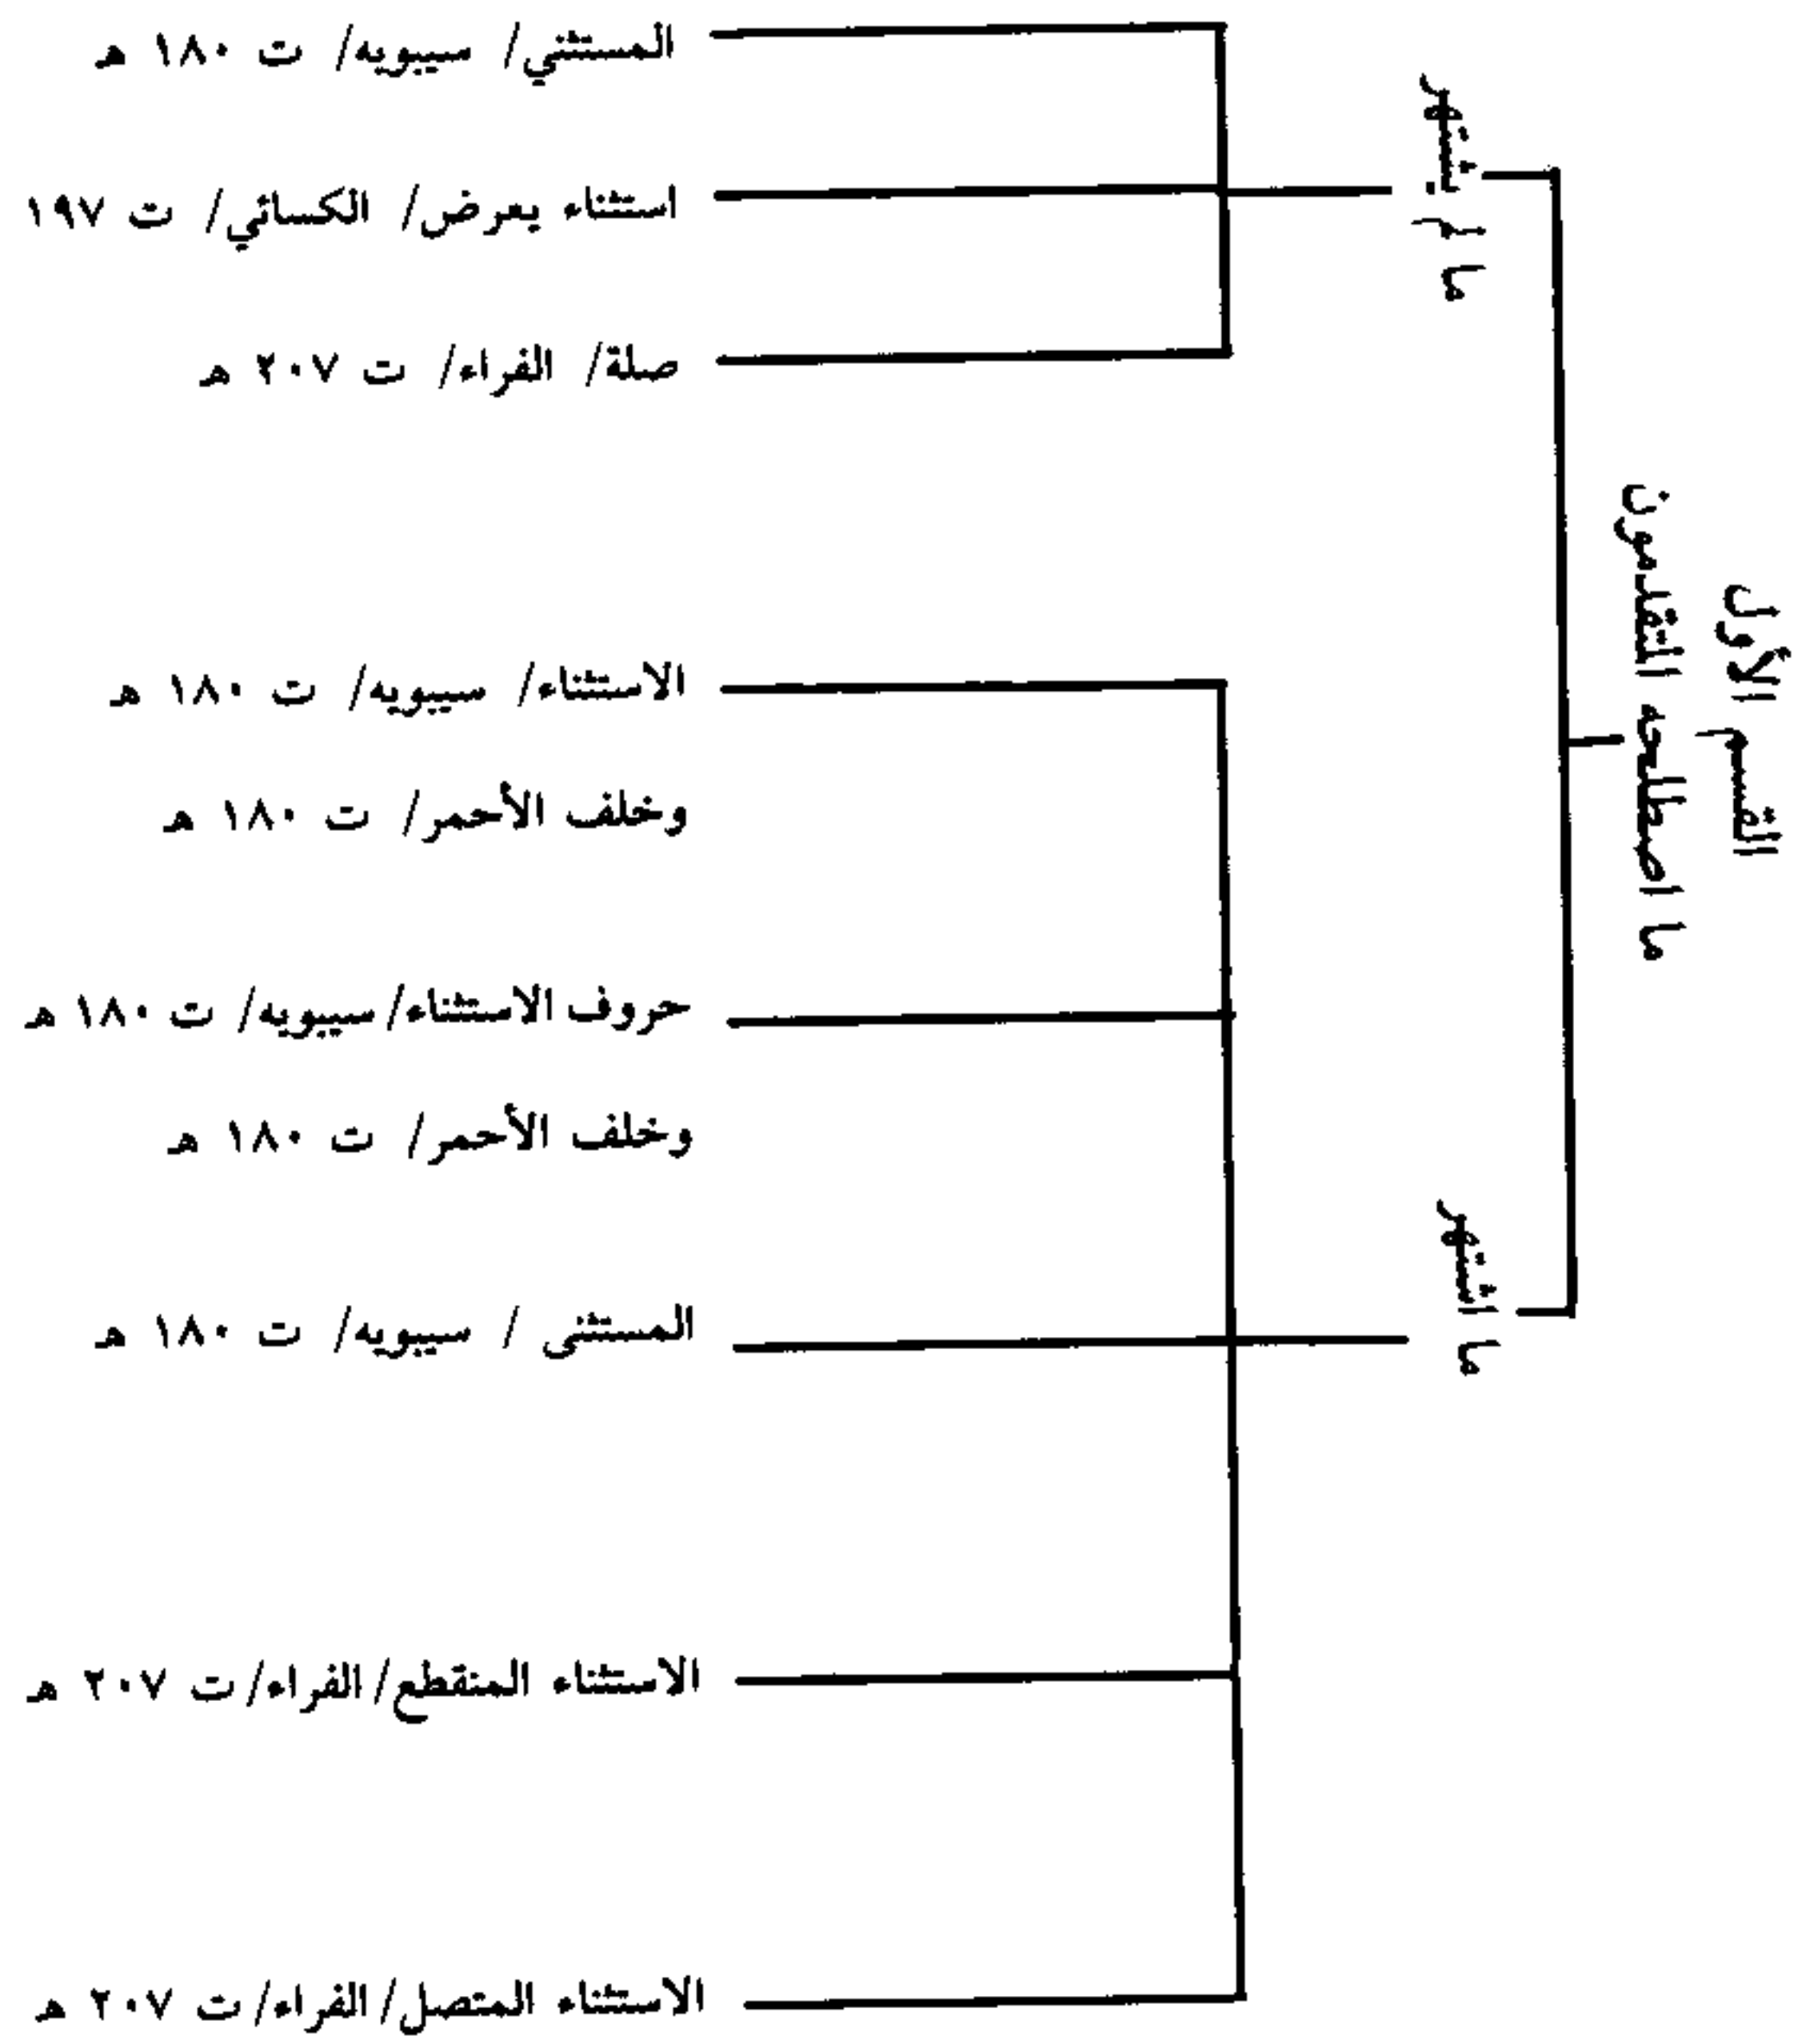 القسم الأول
ما اصطلحه المتقدمون
ما لم يشتهر
المستثني/ سيبويه/ ت ١٨٠ هـ
استثناء بعرض/ الكسائي/ ت ١٩٧
صلة/ الفراء/ ت ٢٠٧ هـ
ما اشتهر
الاستثناء/ سيبويه/ ت ١٨٠ هـ
وخلف الأحمر/ ت ١٨٠ هـ
حروف الاستثناء/ سيبويه/ ت ١٨٠ هـ
وخلف الأحمر/ ت ١٨٠ هـ
المستثنى / سيبويه/ ت ١٨٠ هـ
الاستثناء المنقطع/ الفراء/ ت ٢٠٧ هـ
الاستثناء المتصل/ الفراء/ ت ٢٠٧ هـ